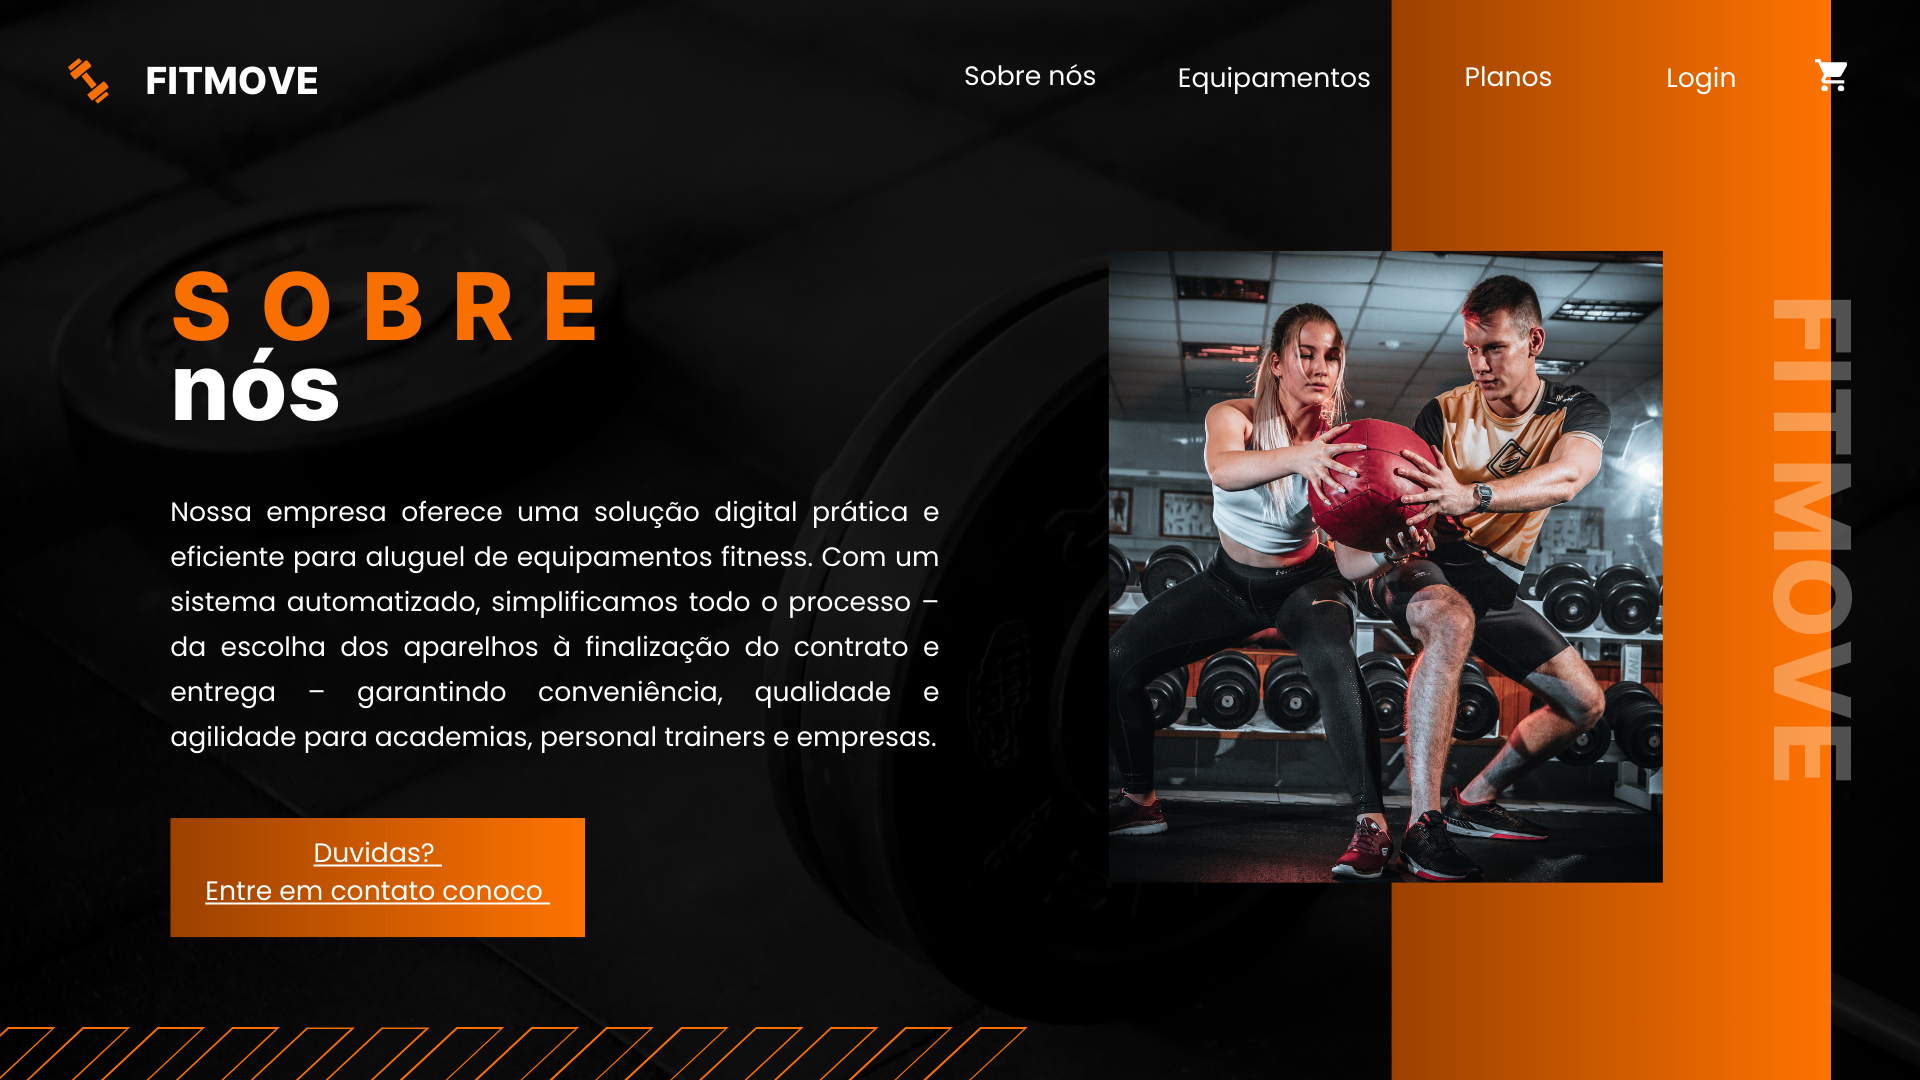 FITMOVE
Sobre nós
Equipamentos
Planos
Login
SOBRE
nós
Nossa empresa oferece uma solução digital prática e
eficiente para aluguel de equipamentos fitness. Com um
sistema automatizado, simplificamos todo o processo –
da escolha dos aparelhos à finalização do contrato e
entrega – garantindo conveniência, qualidade e
agilidade para academias, personal trainers e empresas.
Duvidas?
Entre em contato conoco
FITMOVE